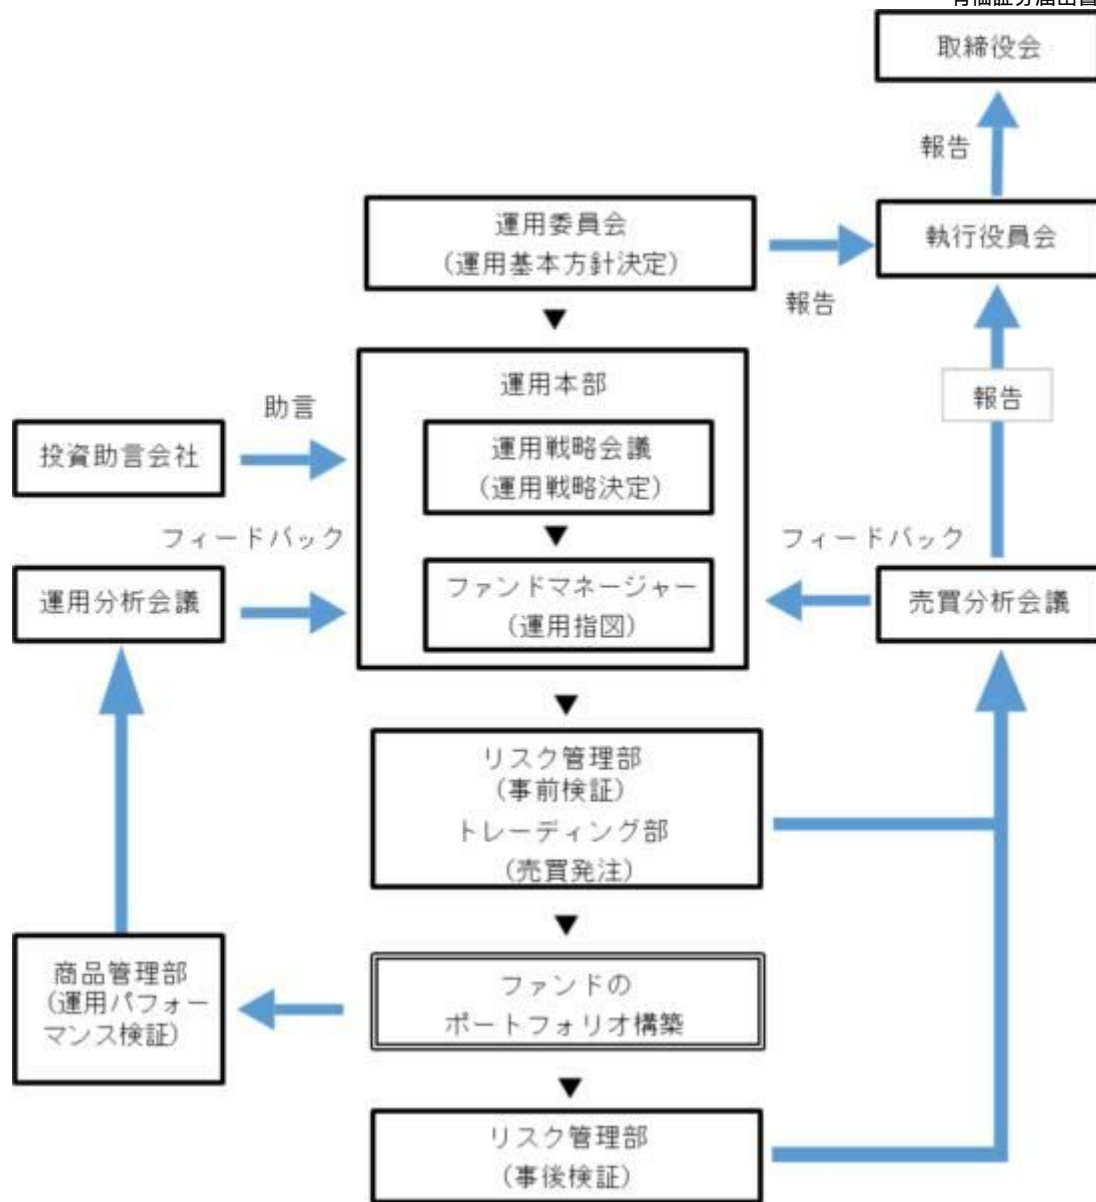 取締役会
報告
運用委員会
(運用基本方針決定)
執行役員会
報告
運用本部
報告
助言
投資助言会社
運用戦略会議
(運用戦略決定)
フィードバック
フィードバック
運用分析会議
ファンドマネージャー
(運用指図)
売買分析会議
リスク管理部
(事前検証)
トレーディング部
(売買発注)
商品管理部
(運用パフォー
マンス検証)
ファンドの
ポートフォリオ構築
リスク管理部
(事後検証)